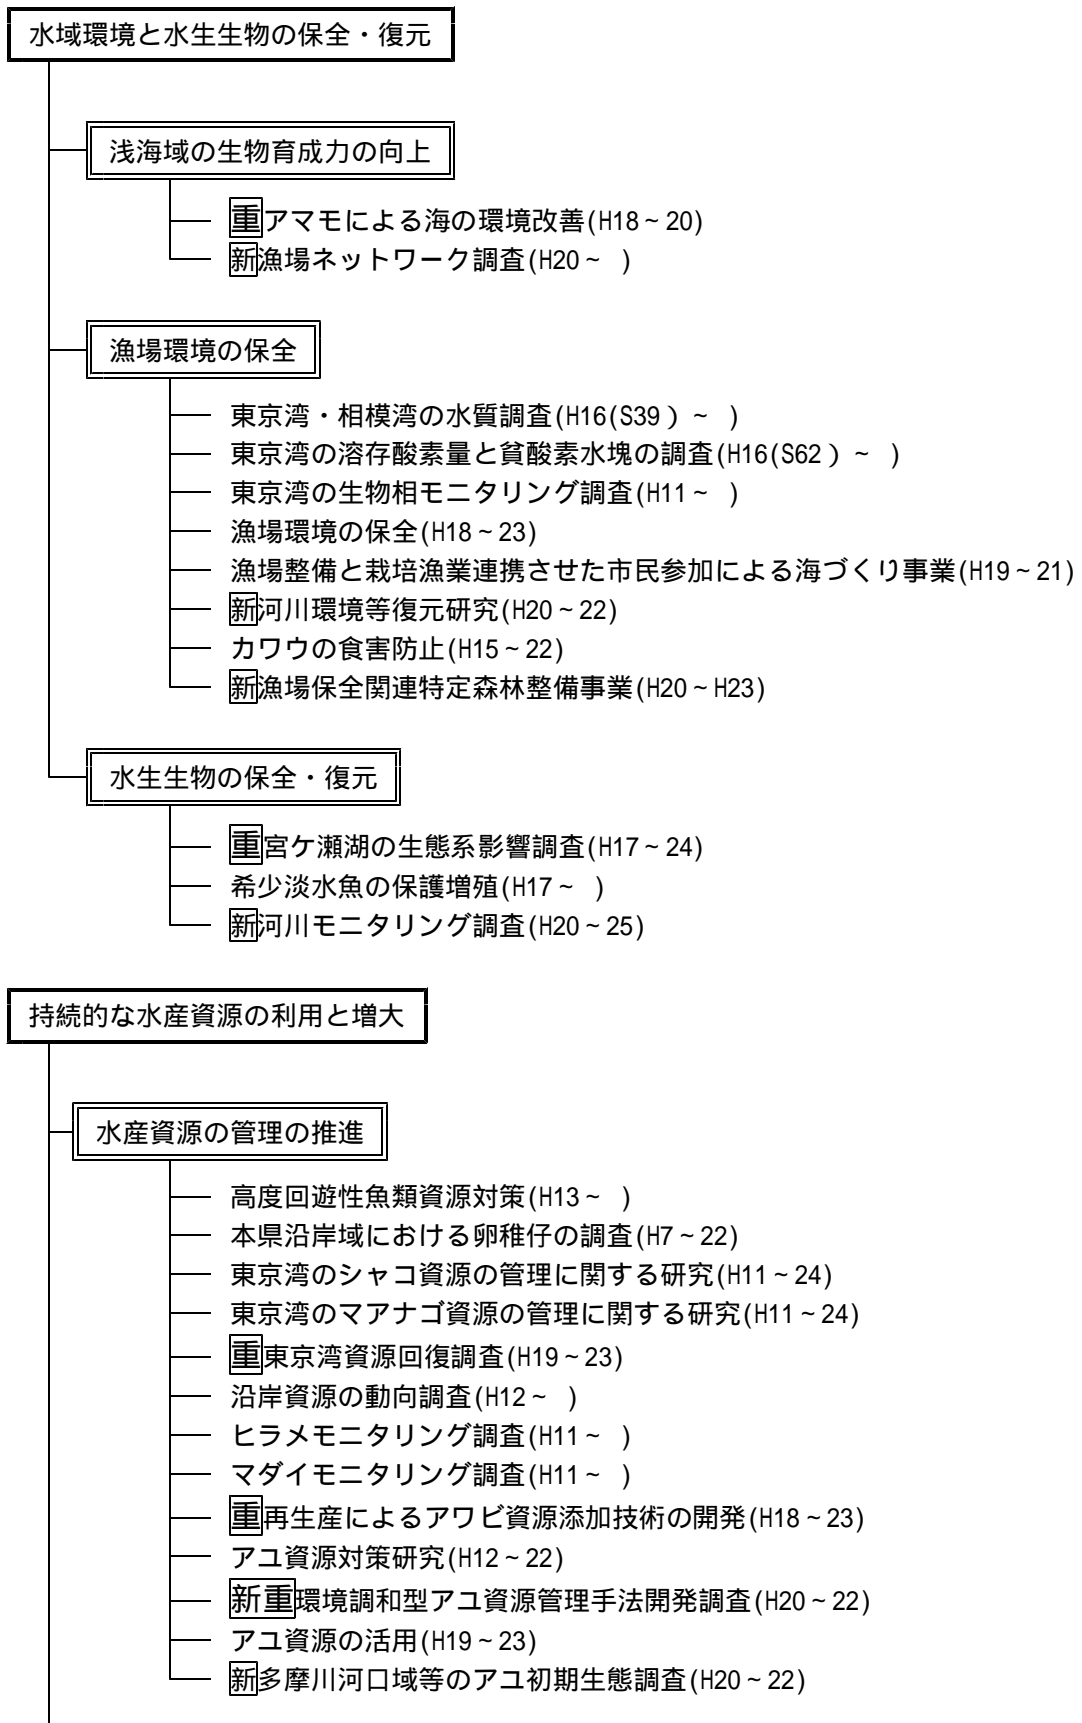 水域環境と水生生物の保全・復元
浅海域の生物育成力の向上
重アマモによる海の環境改善(H18~20)
新漁場ネットワーク調査(H20~ )
漁場環境の保全
東京湾・相模湾の水質調査(H16(S39）~ )
東京湾の溶存酸素量と貧酸素水塊の調査(H16(S62）~ )
東京湾の生物相モニタリング調査(H11~ )
漁場環境の保全(H18~23)
漁場整備と栽培漁業連携させた市民参加による海づくり事業(H19~21)
新河川環境等復元研究(H20~22)
カワウの食害防止(H15~22)
新漁場保全関連特定森林整備事業(H20~H23)
水生生物の保全・復元
重宮ケ瀬湖の生態系影響調査(H17~24)
希少淡水魚の保護増殖(H17~ )
新河川モニタリング調査(H20~25)
持続的な水産資源の利用と増大
水産資源の管理の推進
高度回遊性魚類資源対策(H13~ )
本県沿岸域における卵稚仔の調査(H7~22)
東京湾のシャコ資源の管理に関する研究(H11~24)
東京湾のマアナゴ資源の管理に関する研究(H11~24)
重東京湾資源回復調査(H19~23)
沿岸資源の動向調査(H12~ )
ヒラメモニタリング調査(H11~ )
マダイモニタリング調査(H11~ )
重再生産によるアワビ資源添加技術の開発(H18~23)
アユ資源対策研究(H12~22)
新重環境調和型アユ資源管理手法開発調査(H20~22)
アユ資源の活用(H19~23)
新多摩川河口域等のアユ初期生態調査(H20~22)